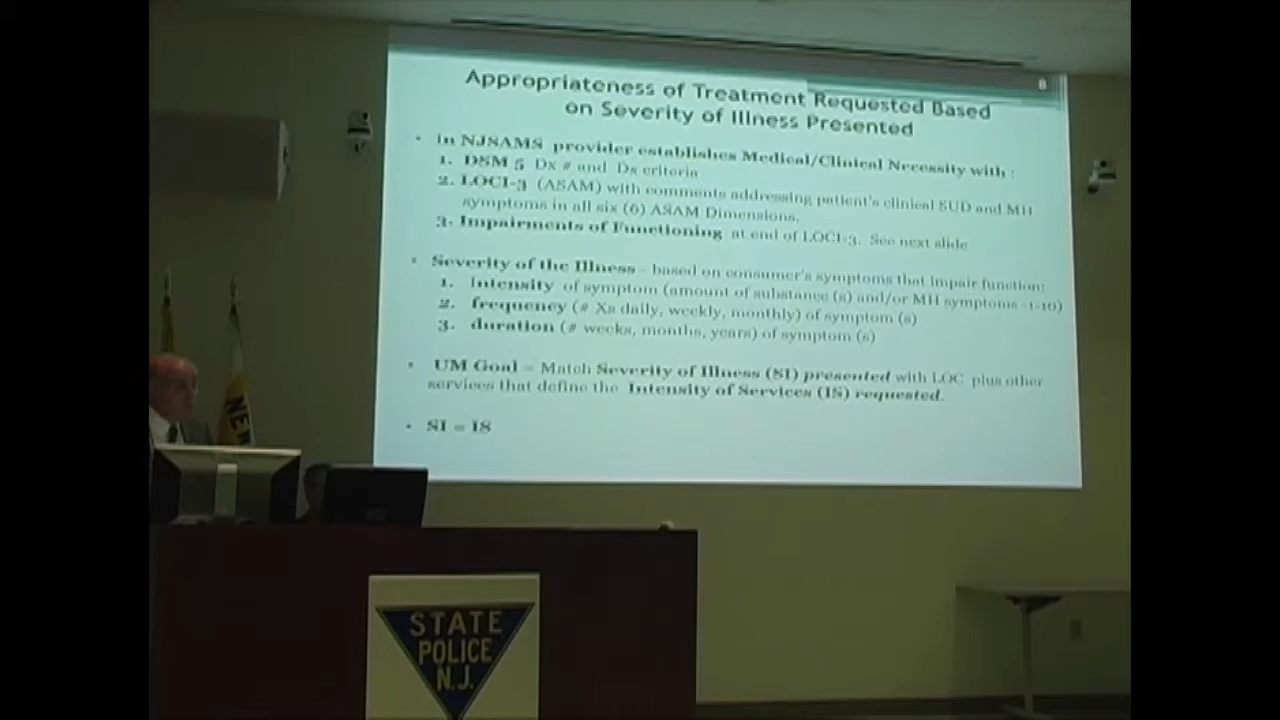 8
Appropriateness of Treatment Requested Based
on Severity of Illness Presented
• In NJSAMS provider establishes Medical/Clinical Necessity with :
1. DSM 5 Dx # and Dx criteria
2. LOCI-3 (ASAM) with comments addressing patient's clinical SUD and MH
symptoms in all six (6) ASAM Dimensions.
3. Impairments of Functioning at end of LOCI-3. See next slide
• Severity of the Illness – based on consumer's symptoms that impair function:
1. intensity of symptom (amount of substance (s) and/or MH symptoms -1-10)
2. frequency (# Xs daily, weekly, monthly) of symptom (s)
3. duration (# weeks, months, years) of symptom (s)
• UM Goal – Match Severity of Illness (SI) presented with LOC plus other
services that define the Intensity of Services (IS) requested.
• SI = IS
NEW
STATE
POLICE
N.J.